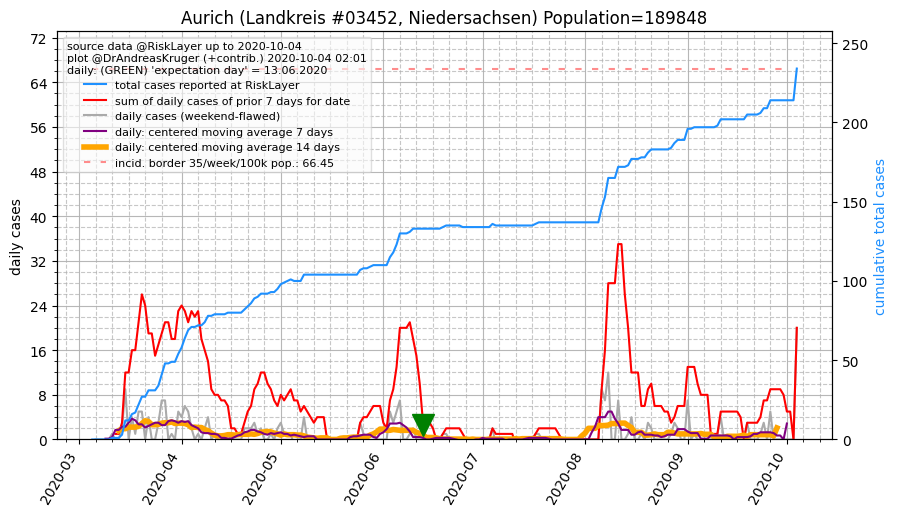 Aurich (Landkreis #03452, Niedersachsen) Population=189848
source data @RiskLayer up to 2020-10-04
plot @DrAndreasKruger (+contrib.) 2020-10-04 02:01
daily: (GREEN) 'expectation day' = 13.06.2020
total cases reported at RiskLayer
sum of daily cases of prior 7 days for date
daily cases (weekend-flawed)
daily: centered moving average 7 days
daily: centered moving average 14 days
incid. border 35/week/100k pop.: 66.45
daily cases
72
64
56
48
40
32
24
16
8
0
250
200
150
100
50
0
cumulative total cases
2020-03
2020-04
2020-05
2020-06
2020-07
2020-08
2020-09
2020-10